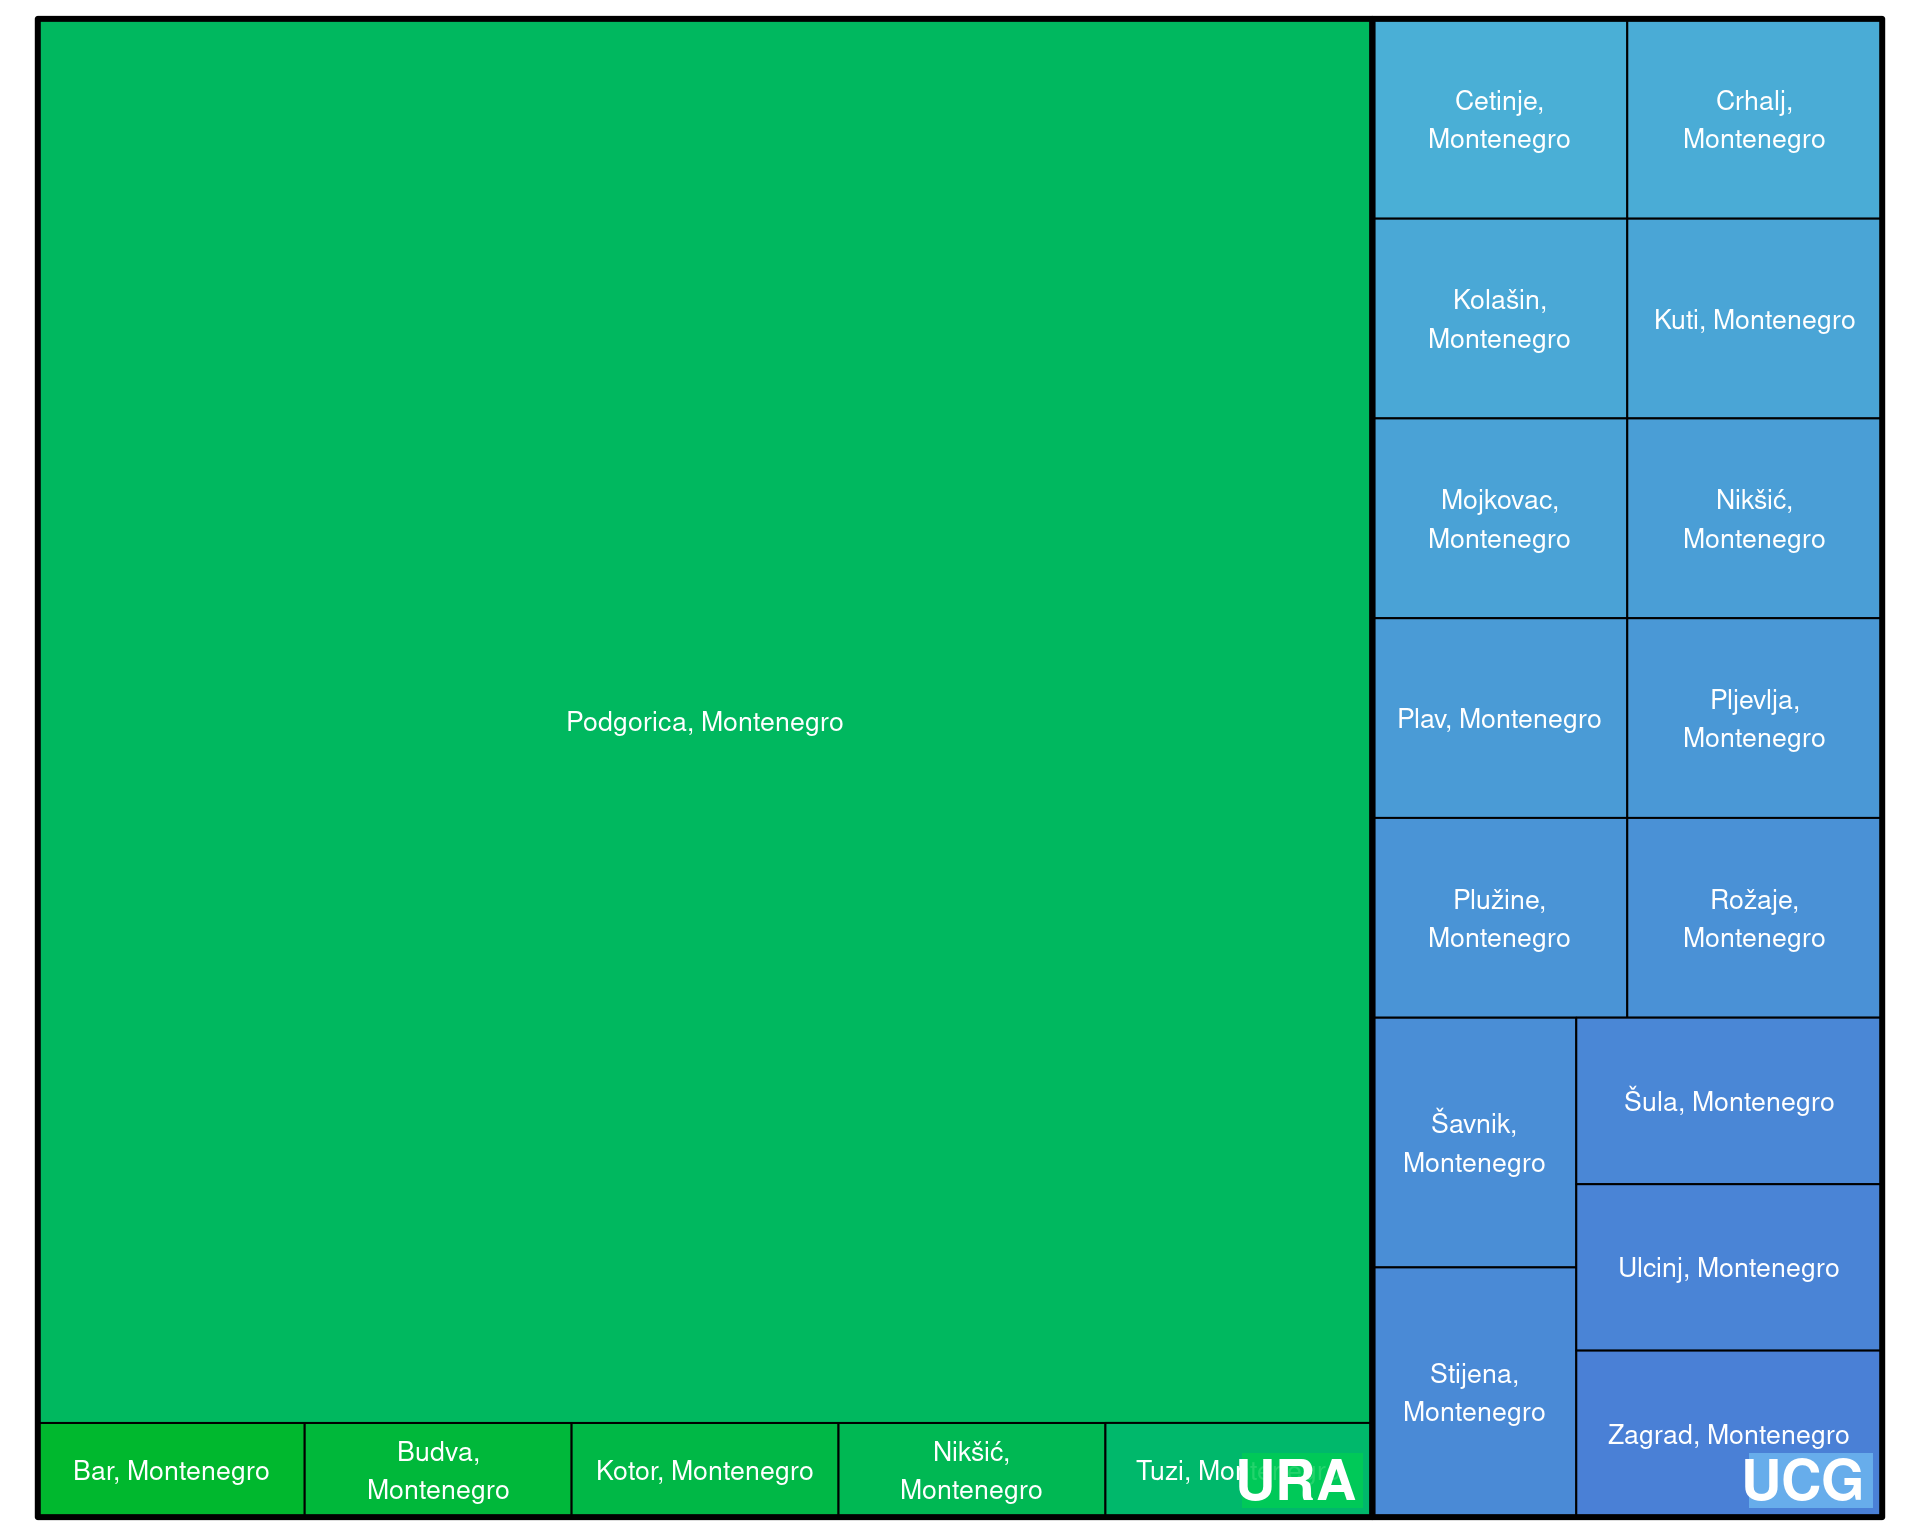 Podgorica, Montenegro
Bar, Montenegro
Budva,
Montenegro
Kotor, Montenegro
Nikšić,
Montenegro
Tuzi, Montenegro
URA
Cetinje,
Montenegro
Crhalj,
Montenegro
Kolašin,
Montenegro
Kuti, Montenegro
Mojkovac,
Montenegro
Nikšić,
Montenegro
Plav, Montenegro
Pljevlja,
Montenegro
Plužine,
Montenegro
Rožaje,
Montenegro
Šavnik,
Montenegro
Šula, Montenegro
Ulcinj, Montenegro
Stijena,
Montenegro
Zagrad, Montenegro
UCG